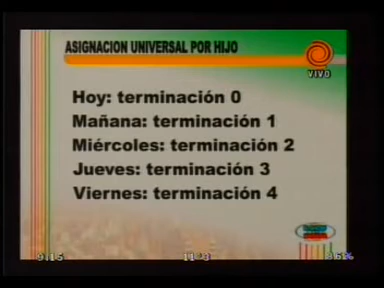 ASIGNACION UNIVERSAL POR HIJO
VIVO
Hoy: terminación 0
Mañana: terminación 1
Miércoles: terminación 2
Jueves: terminación 3
Viernes: terminación 4